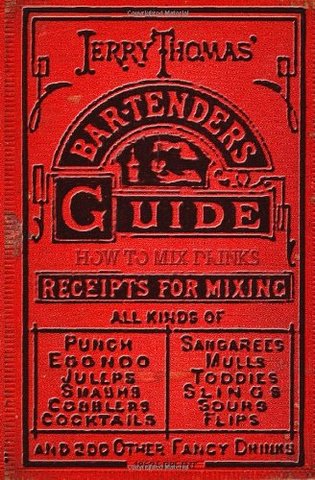 JERRY THOMAS'
BAR-TENDERS
GUIDE
HOW TO MIX DRINKS
RECEIPTS FOR MIXING
ALL KINDS OF
PUNCH
EGGNOG
JULEPS
SMASHS
COBBLERS
COCKTAILS
SANGAREES
MULLS
TODDIES
SLINGS
SOURS
FLIPS
AND 200 OTHER FANCY DRINKS